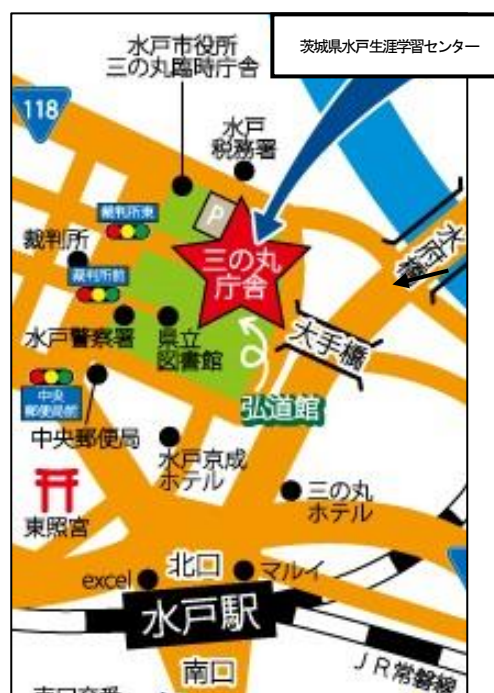 茨城県水戸生涯学習センター
水戸市役所
三の丸臨時庁舎
118
水戸
税務署
P
裁判所東
裁判所
三の丸
庁舎
水府橋
裁判所前
水戸警察署
県立
図書館
大手橋
中央
郵便局前
弘道館
中央郵便局
水戸京成
ホテル
東照宮
三の丸
ホテル
北口
excel
マルイ
水戸駅
南口
JR常磐線